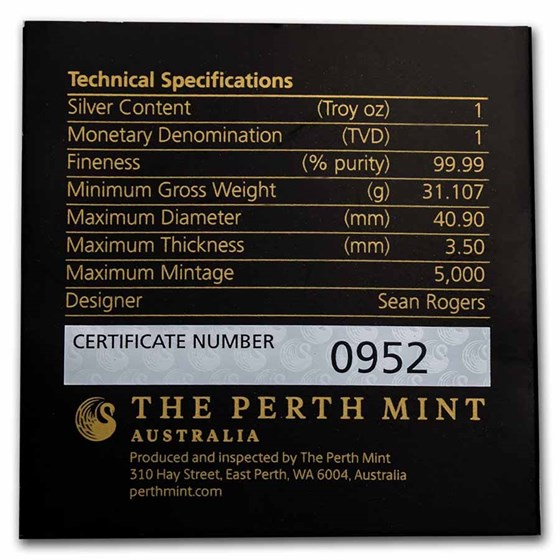 Technical Specifications
Silver Content (Troy oz) 1
Monetary Denomination (TVD) 1
Fineness (% purity) 99.99
Minimum Gross Weight (g) 31.107
Maximum Diameter (mm) 40.90
Maximum Thickness (mm) 3.50
Maximum Mintage 5,000
Designer Sean Rogers
CERTIFICATE NUMBER 0952
THE PERTH MINT
AUSTRALIA
Produced and inspected by The Perth Mint
310 Hay Street, East Perth, WA 6004, Australia
perthmint.com